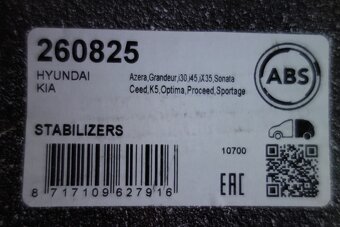 260825
HYUNDAI
KIA
Azera,Grandeur,i30,i45,iX35,Sonata
Ceed,K5,Optima,Proceed,Sportage
ABS
STABILIZERS
10700
8 717109 627916
EAC